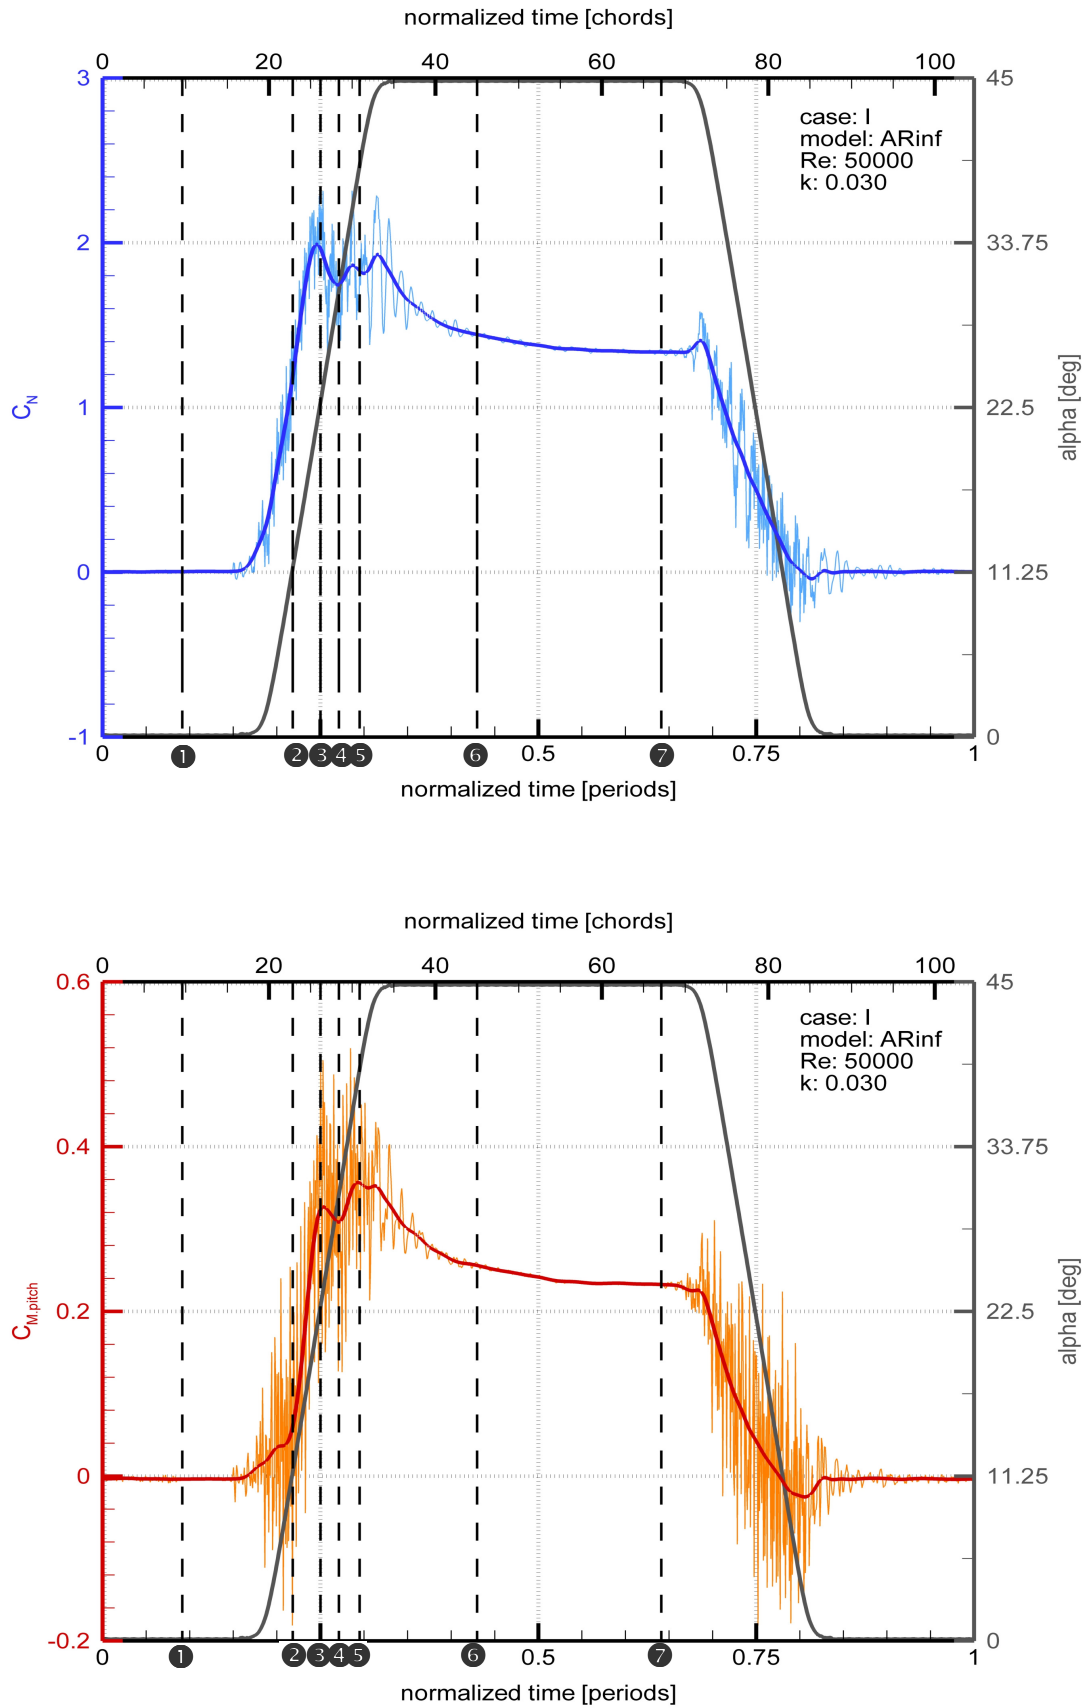 normalized time [chords]
0 20 40 60 80 100
3 45
case: I
model: ARinf
Re: 50000
k: 0.030
2 33.75
C_N
1 22.5
alpha [deg]
0 11.25
-1 0
0 1 2 3 4 5 6 0.5 7 0.75 1
normalized time [periods]
normalized time [chords]
0 20 40 60 80 100
0.6 45
case: I
model: ARinf
Re: 50000
k: 0.030
0.4 33.75
C_M.pitch
0.2 22.5
alpha [deg]
0 11.25
-0.2 0
0 1 2 3 4 5 6 0.5 7 0.75 1
normalized time [periods]